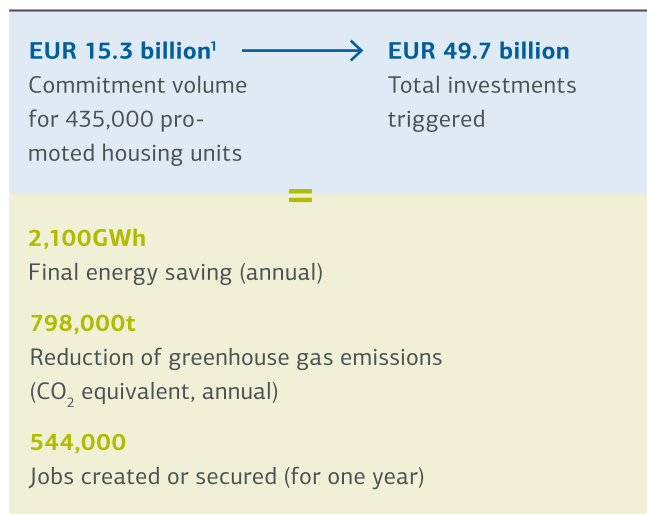 EUR 15.3 billion¹ → EUR 49.7 billion
Commitment volume
for 435,000 pro-
moted housing units
Total investments
triggered
=
2,100GWh
Final energy saving (annual)
798,000t
Reduction of greenhouse gas emissions
(CO₂ equivalent, annual)
544,000
Jobs created or secured (for one year)